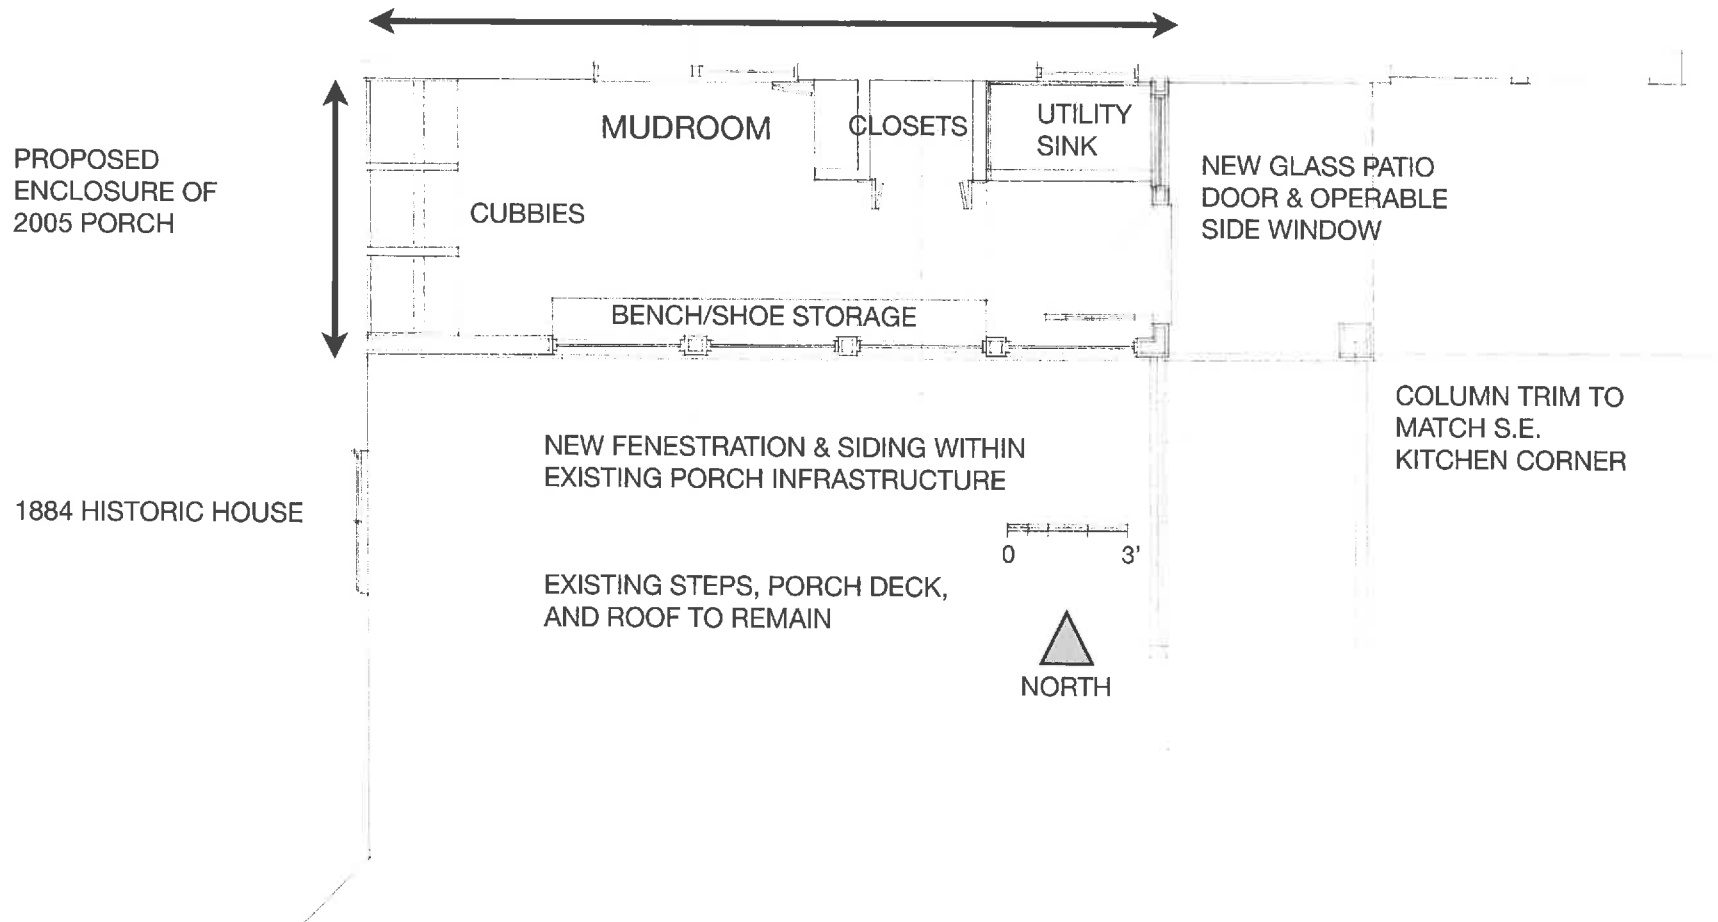 MUDROOM
CLOSETS
UTILITY
SINK
PROPOSED
ENCLOSURE OF
2005 PORCH
CUBBIES
NEW GLASS PATIO
DOOR & OPERABLE
SIDE WINDOW
BENCH/SHOE STORAGE
COLUMN TRIM TO
MATCH S.E.
KITCHEN CORNER
NEW FENESTRATION & SIDING WITHIN
EXISTING PORCH INFRASTRUCTURE
1884 HISTORIC HOUSE
0 3'
EXISTING STEPS, PORCH DECK,
AND ROOF TO REMAIN
NORTH